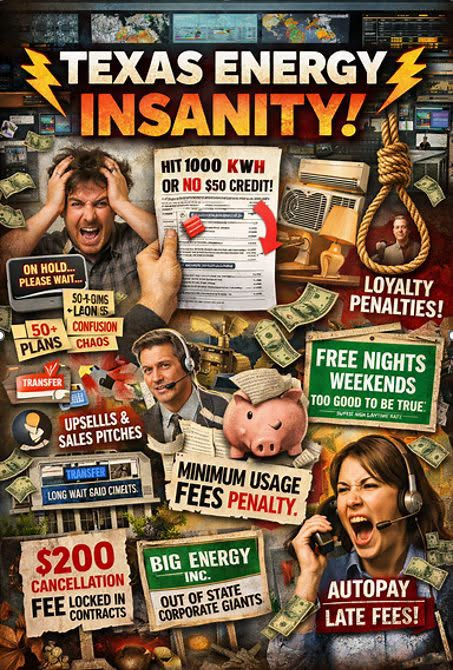 TEXAS ENERGY
INSANITY!
HIT 1000 KWH
OR NO $50 CREDIT!
ON HOLD...
PLEASE WAIT...
50+
PLANS
CONFUSION
CHAOS
LOYALTY
PENALTIES!
TRANSFER
FREE NIGHTS
WEEKENDS
TOO GOOD TO BE TRUE
UPSELLS &
SALES PITCHES
TRANSFER
LONG WAIT
MINIMUM USAGE
FEES PENALTY.
$200
CANCELLATION
FEE LOCKED IN
CONTRACTS
BIG ENERGY
INC.
OUT OF STATE
CORPORATE GIANTS
AUTOPAY
LATE FEES!